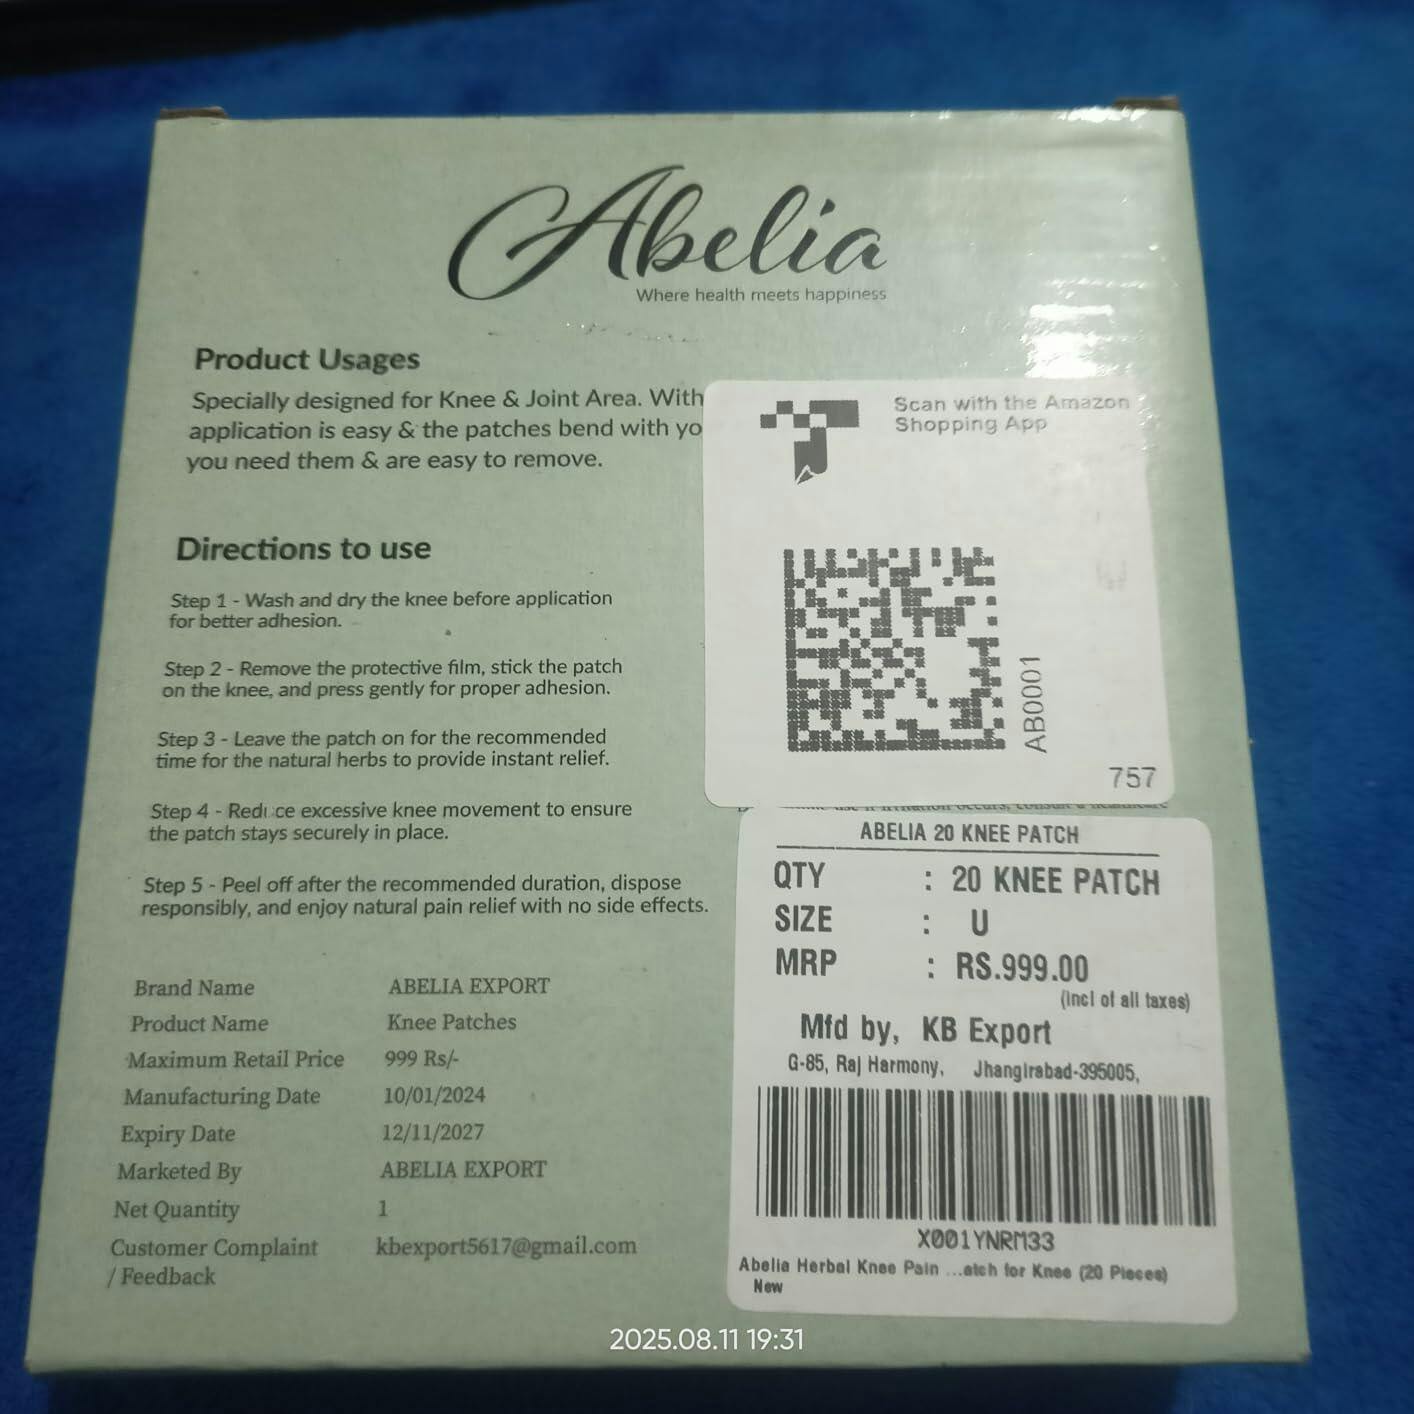 Abelia
Where health meets happiness
Product Usages
Specially designed for Knee & Joint Area. With
application is easy & the patches bend with yo
you need them & are easy to remove.
Directions to use
Step 1 - Wash and dry the knee before application
for better adhesion.
Step 2 - Remove the protective film, stick the patch
on the knee, and press gently for proper adhesion.
Step 3 - Leave the patch on for the recommended
time for the natural herbs to provide instant relief.
Step 4 - Reduce excessive knee movement to ensure
the patch stays securely in place.
Step 5 - Peel off after the recommended duration, dispose
responsibly, and enjoy natural pain relief with no side effects.
Brand Name ABELIA EXPORT
Product Name Knee Patches
Maximum Retail Price 999 Rs/-
Manufacturing Date 10/01/2024
Expiry Date 12/11/2027
Marketed By ABELIA EXPORT
Net Quantity 1
Customer Complaint kbexport5617@gmail.com
/ Feedback
Scan with the Amazon
Shopping App
AB0001
757
use if irritation occurs, consult a healthcare
ABELIA 20 KNEE PATCH
QTY : 20 KNEE PATCH
SIZE : U
MRP : RS.999.00
(Incl of all taxes)
Mfd by, KB Export
G-85, Raj Harmony, Jhangirabad-395005,
X001YNRM33
Abelia Herbal Knee Pain ...atch for Knee (20 Pieces)
New
2025.08.11 19:31